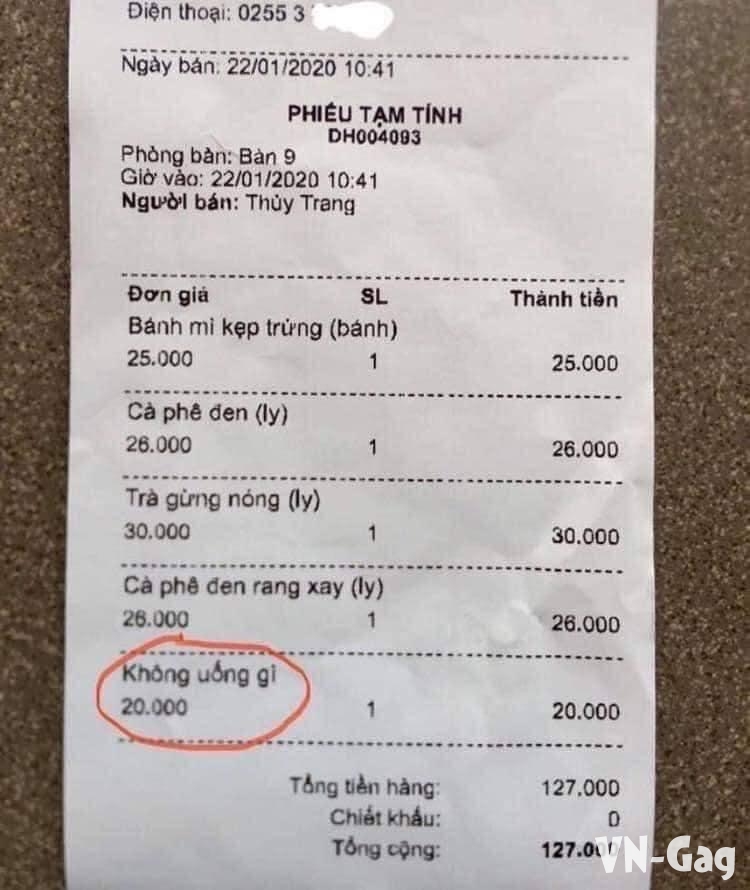 Điện thoại: 0255 3
Ngày bán: 22/01/2020 10:41
PHIẾU TẠM TÍNH
DH004093
Phòng bàn: Bàn 9
Giờ vào: 22/01/2020 10:41
Người bán: Thùy Trang
Đơn giá SL Thành tiền
Bánh mì kẹp trứng (bánh)
25.000 1 25.000
Cà phê đen (ly)
26.000 1 26.000
Trà gừng nóng (ly)
30.000 1 30.000
Cà phê đen rang xay (ly)
26.000 1 26.000
Không uống gì
20.000 1 20.000
Tổng tiền hàng: 127.000
Chiết khấu: 0
Tổng cộng: 127.000
VN-Gag